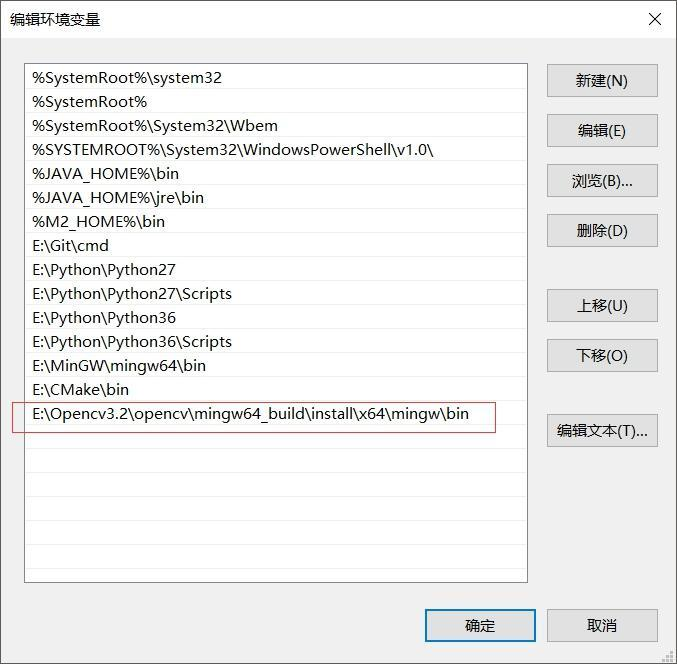 编辑环境变量
%SystemRoot%\system32
%SystemRoot%
%SystemRoot%\System32\Wbem
%SYSTEMROOT%\System32\WindowsPowerShell\v1.0\
%JAVA_HOME%\bin
%JAVA_HOME%\jre\bin
%M2_HOME%\bin
E:\Git\cmd
E:\Python\Python27
E:\Python\Python27\Scripts
E:\Python\Python36
E:\Python\Python36\Scripts
E:\MinGW\mingw64\bin
E:\CMake\bin
E:\Opencv3.2\opencv\mingw64_build\install\x64\mingw\bin
新建(N)
编辑(E)
浏览(B)...
删除(D)
上移(U)
下移(O)
编辑文本(T)...
确定
取消